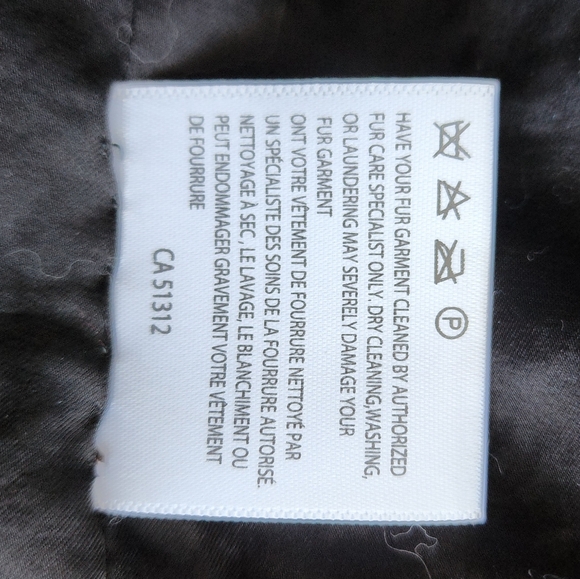 P
HAVE YOUR FUR GARMENT CLEANED BY AUTHORIZED
FUR CARE SPECIALIST ONLY. DRY CLEANING,WASHING,
OR LAUNDERING MAY SEVERELY DAMAGE YOUR
FUR GARMENT
ONT VOTRE VÊTEMENT DE FOURRURE NETTOYÉ PAR
UN SPÉCIALISTE DES SOINS DE LA FOURRURE AUTORISÉ.
NETTOYAGE À SEC , LE LAVAGE, LE BLANCHIMENT OU
PEUT ENDOMMAGER GRAVEMENT VOTRE VÊTEMENT
DE FOURRURE
CA 51312